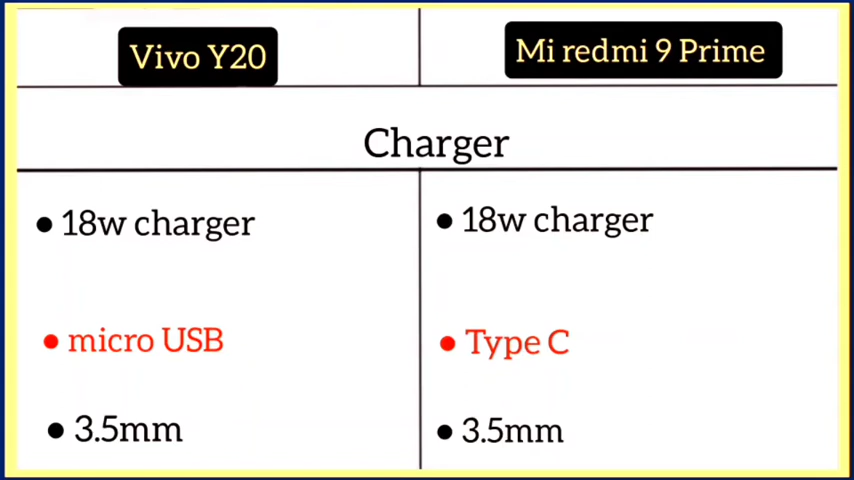 Vivo Y20
Mi redmi 9 Prime
Charger
• 18w charger
• 18w charger
• micro USB
• Type C
• 3.5mm
• 3.5mm